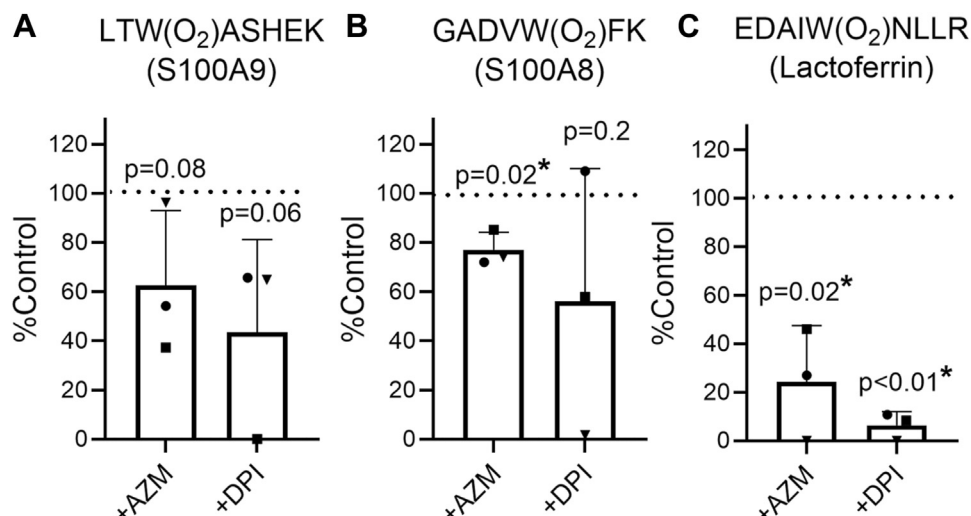 A LTW(O₂)ASHEK
(S100A9)
%Control
120
100
80
60
40
20
0
p=0.08
p=0.06
+AZM
+DPI
B GADVW(O₂)FK
(S100A8)
%Control
120
100
80
60
40
20
0
p=0.02*
p=0.2
+AZM
+DPI
C EDAIW(O₂)NLLR
(Lactoferrin)
%Control
120
100
80
60
40
20
0
p=0.02*
p<0.01*
+AZM
+DPI